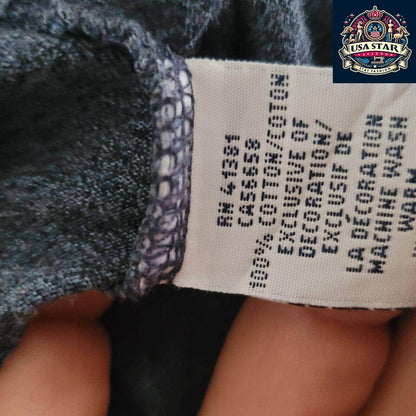 USA STAR
RN 41381
CA56658
100% COTTON/COTON
EXCLUSIVE OF
DECORATION/
EXCLUSIF DE
LA DÉCORATION
MACHINE WASH
WARM